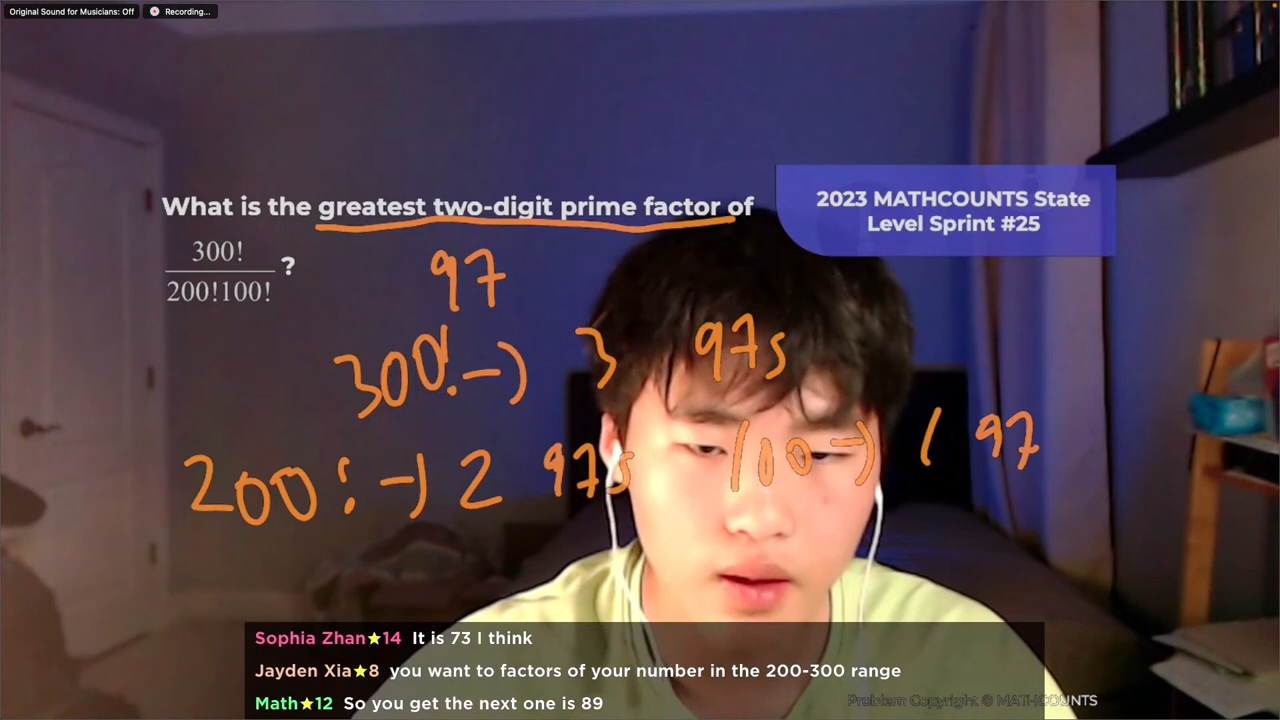 Original Sound for Musicians: Off
Recording...
What is the greatest two-digit prime factor of
300!
200!100!
?
2023 MATHCOUNTS State
Level Sprint #25
97
300! -> 3 97s
200! -> 2 97s 100 -> 1 97
Sophia Zhan★14 It is 73 I think
Jayden Xia★8 you want to factors of your number in the 200-300 range
Math★12 So you get the next one is 89
Problem Copyright © MATHCOUNTS